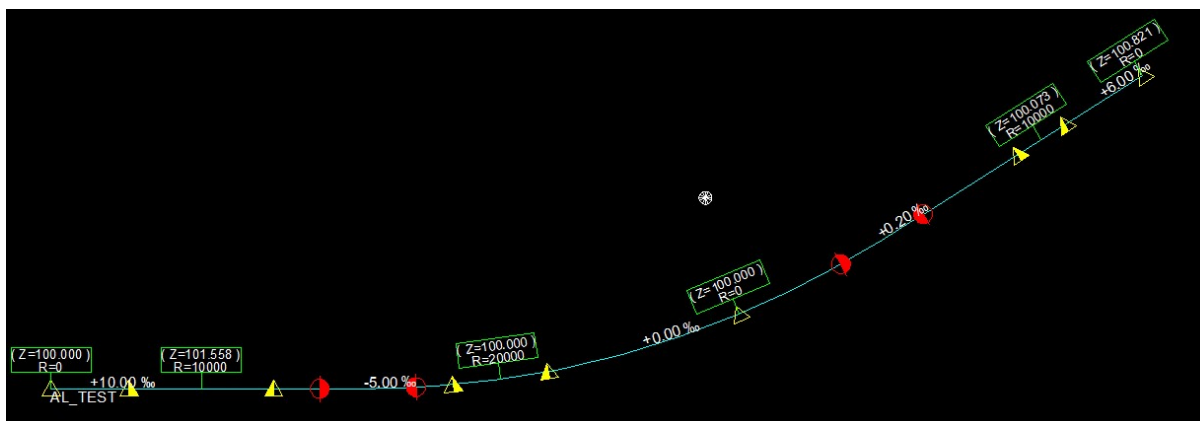 ( Z=100.000 )
R=0
+10.00 ‰
AL_TEST
( Z=101.558 )
R=10000
-5.00 ‰
( Z=100.000 )
R=20000
+0.00 ‰
( Z=100.000 )
R=0
+0.20 ‰
( Z=100.073 )
R=10000
+6.00 ‰
( Z=100.821 )
R=0